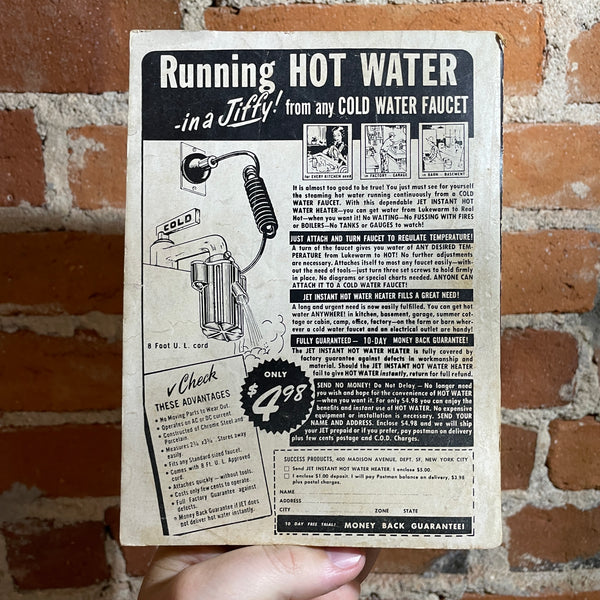 Running HOT WATER
-in a Jiffy! from any COLD WATER FAUCET
for EVERY KITCHEN need
in FACTORY - GARAGE
in BARN - BASEMENT
It is almost too good to be true! You just must see for yourself
the steaming hot water running continuously from a COLD
WATER FAUCET. With this dependable JET INSTANT HOT
WATER HEATER—you can get water from Lukewarm to Real
Hot—when you want it! No WAITING—No FUSSING WITH FIRES
or BOILERS—No TANKS or GAUGES to watch!
JUST ATTACH AND TURN FAUCET TO REGULATE TEMPERATURE!
A turn of the faucet gives you water of ANY DESIRED TEM-
PERATURE from Lukewarm to HOT! No further adjustments
are necessary. Attaches itself to most any faucet easily—with-
out the need of tools—just turn three set screws to hold firmly
in place. No diagrams or special charts needed. ANYONE CAN
ATTACH IT TO A COLD WATER FAUCET!
JET INSTANT HOT WATER HEATER FILLS A GREAT NEED!
A long and urgent need is now easily fulfilled. You can get hot
water ANYWHERE! in kitchen, basement, garage, summer cot-
tage or cabin, camp, office, factory—on the farm or barn wher-
ever a cold water faucet and an electrical outlet are handy!
FULLY GUARANTEED— 10-DAY MONEY BACK GUARANTEE!
The JET INSTANT HOT WATER HEATER is fully covered by
factory guarantee against defects in workmanship and
material. Should the JET INSTANT HOT WATER HEATER
fail to give HOT WATER instantly, return for full refund.
COLD
8 Foot U. L. cord
√ Check
THESE ADVANTAGES
• No Moving Parts to Wear Out.
• Operates on AC or DC current.
• Constructed of Chromic Steel and
Porcelain.
• Measures 2¼ x3¾. Stores away
easily.
• Fits any Standard sized faucet.
• Comes with 8 Ft. U. L. Approved
cord.
• Attaches quickly — without tools.
• Costs only few cents to operate.
• Full Factory Guarantee against
defects.
• Money Back Guarantee if JET does
not deliver hot water instantly.
ONLY
$4.98
SEND NO MONEY! Do Not Delay — No longer need
you wish and hope for the convenience of HOT WATER
—when you want it. For only $4.98 you can enjoy the
benefits and instant use of HOT WATER. No expensive
equipment or installation is necessary. SEND YOUR
NAME AND ADDRESS. Enclose $4.98 and we will ship
your JET prepaid or if you prefer, pay postman on delivery
plus few cents postage and C.O.D. Charges.
SUCCESS PRODUCTS, 400 MADISON AVENUE, DEPT. SF, NEW YORK CITY
Send JET INSTANT HOT WATER HEATER. I enclose $5.00.
I enclose $1.00 deposit. I will pay Postman balance on delivery, $3.98
plus postal charges.
NAME
ADDRESS
CITY ZONE STATE
10 DAY FREE TRIAL! MONEY BACK GUARANTEE!